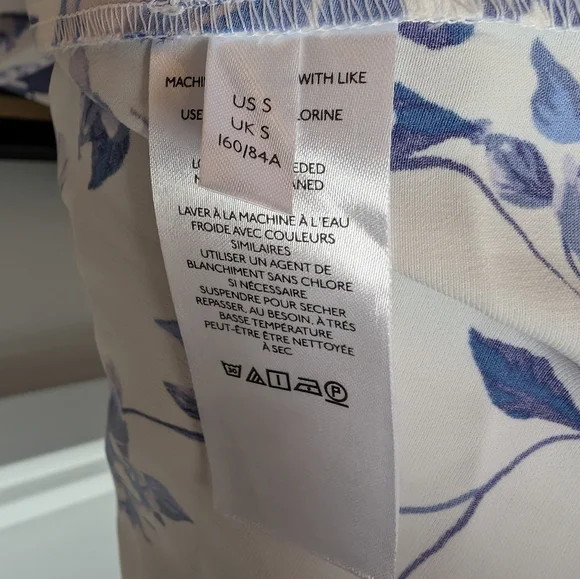 MACHI WITH LIKE
USE LORINE
US S
UK S
160/84A
LO EDED
M ANED
LAVER À LA MACHINE À L'EAU
FROIDE AVEC COULEURS
SIMILAIRES
UTILISER UN AGENT DE
BLANCHIMENT SANS CHLORE
SI NÉCESSAIRE
SUSPENDRE POUR SECHER
REPASSER, AU BESOIN, À TRÈS
BASSE TEMPÉRATURE
PEUT-ÊTRE ÊTRE NETTOYÉE
À SEC
30
P